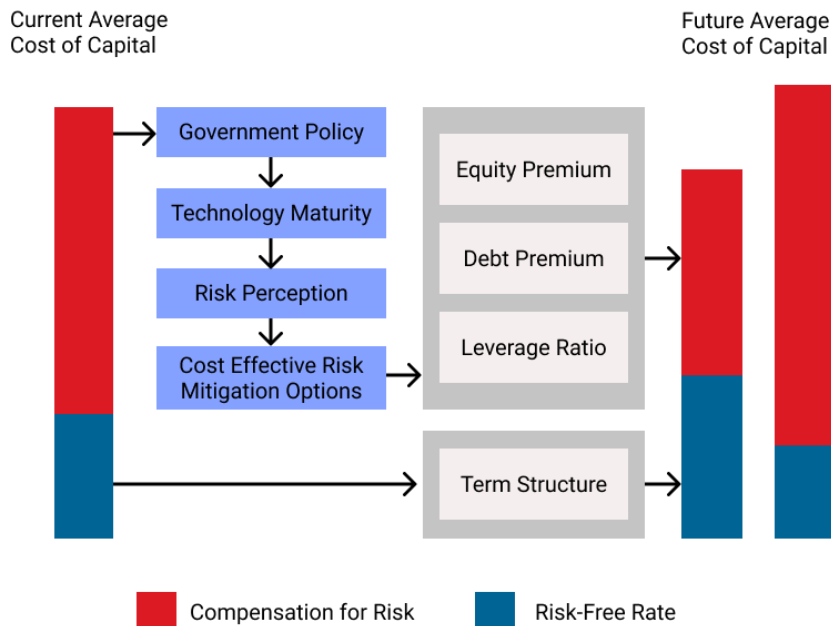 Current Average
Cost of Capital
Future Average
Cost of Capital
Government Policy
Technology Maturity
Risk Perception
Cost Effective Risk
Mitigation Options
Equity Premium
Debt Premium
Leverage Ratio
Term Structure
Compensation for Risk
Risk-Free Rate